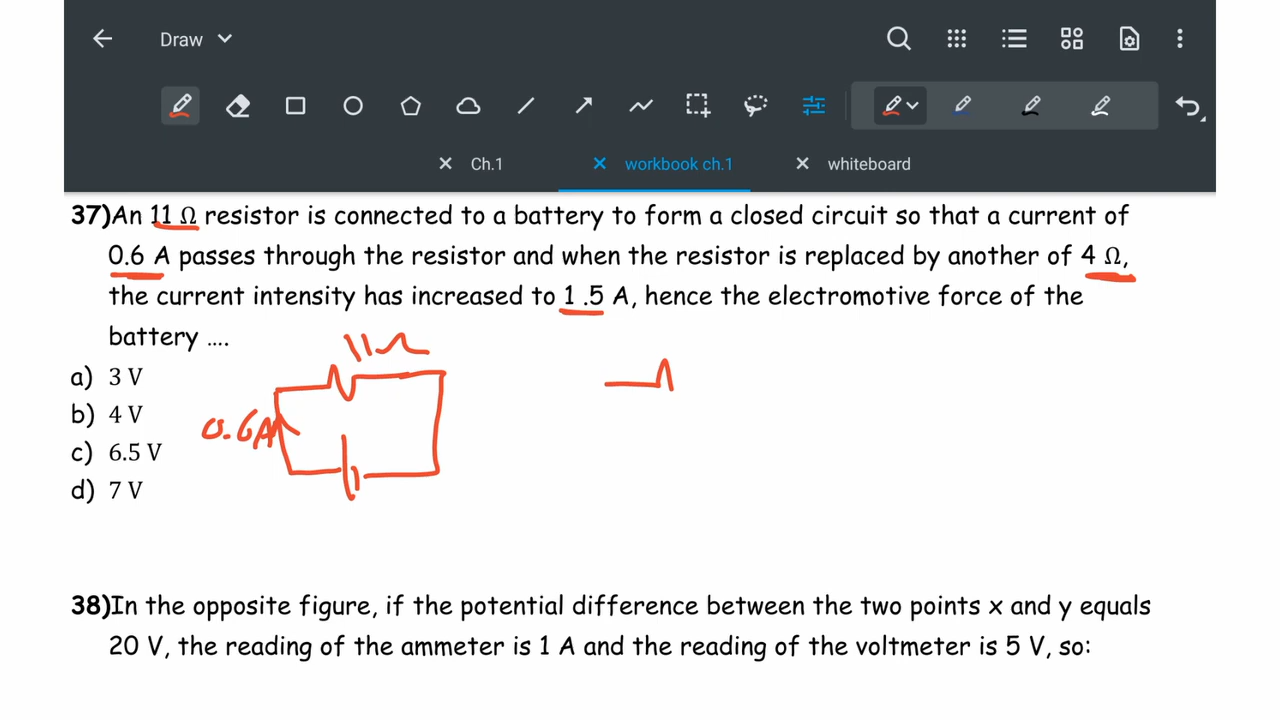 Draw
Ch.1
workbook ch.1
whiteboard
37)An 11 Ω resistor is connected to a battery to form a closed circuit so that a current of
0.6 A passes through the resistor and when the resistor is replaced by another of 4 Ω,
the current intensity has increased to 1 .5 A, hence the electromotive force of the
battery ....
11Ω
a) 3 V
b) 4 V
0.6A
c) 6.5 V
d) 7 V
38)In the opposite figure, if the potential difference between the two points x and y equals
20 V, the reading of the ammeter is 1 A and the reading of the voltmeter is 5 V, so: